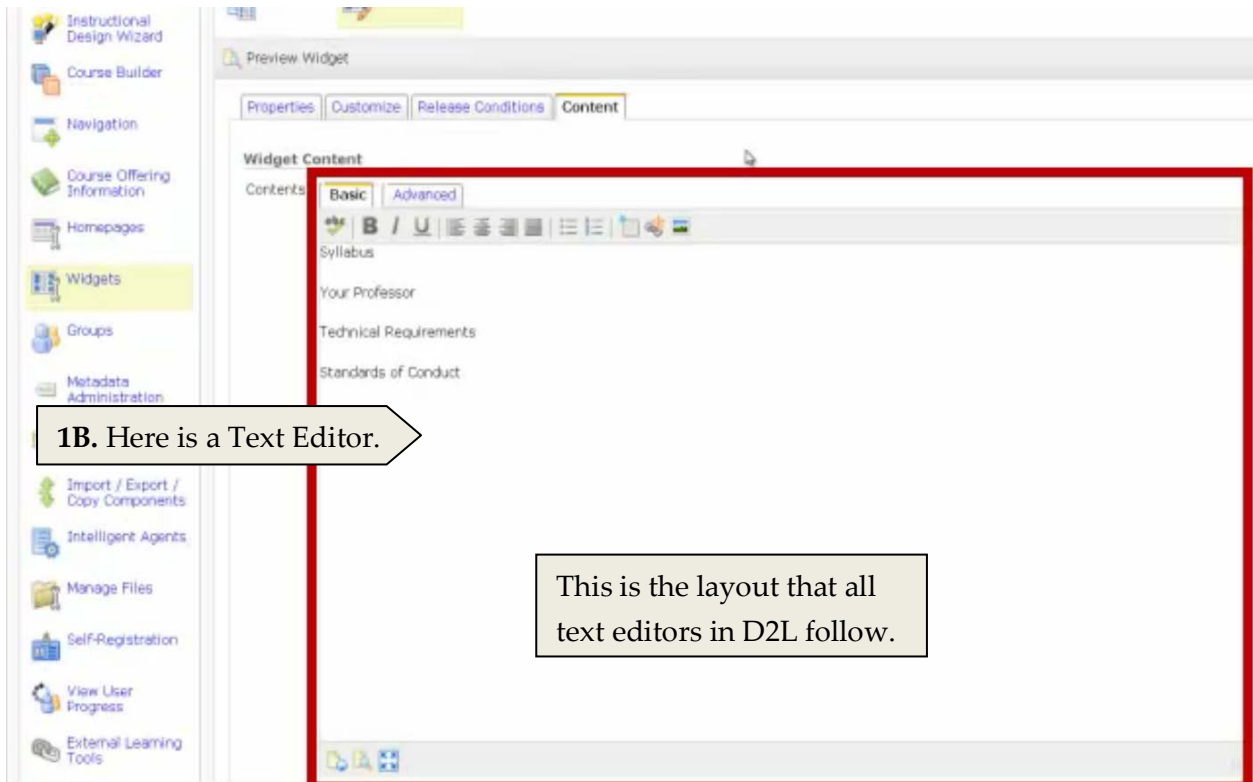 Instructional
Design Wizard
Course Builder
Navigation
Course Offering
Information
Homepages
Widgets
Groups
Metadata
Administration
Import / Export /
Copy Components
Intelligent Agents
Manage Files
Self-Registration
View User
Progress
External Learning
Tools
Preview Widget
Properties Customize Release Conditions Content
Widget Content
Contents
Basic Advanced
abc B I U
Syllabus
Your Professor
Technical Requirements
Standards of Conduct
1B. Here is a Text Editor.
This is the layout that all
text editors in D2L follow.